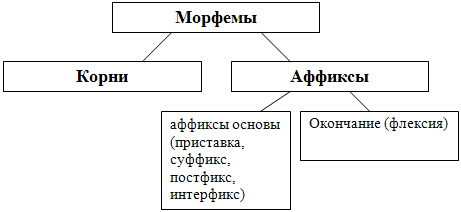 Морфемы
Корни
Аффиксы
аффиксы основы
(приставка,
суффикс,
постфикс,
интерфикс)
Окончание (флексия)